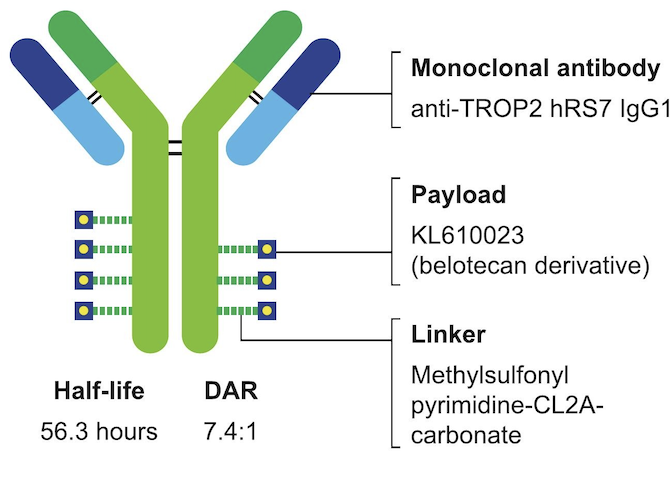 Monoclonal antibody
anti-TROP2 hRS7 IgG1
Payload
KL610023
(belotecan derivative)
Linker
Methylsulfonyl
pyrimidine-CL2A-
carbonate
Half-life
56.3 hours
DAR
7.4:1